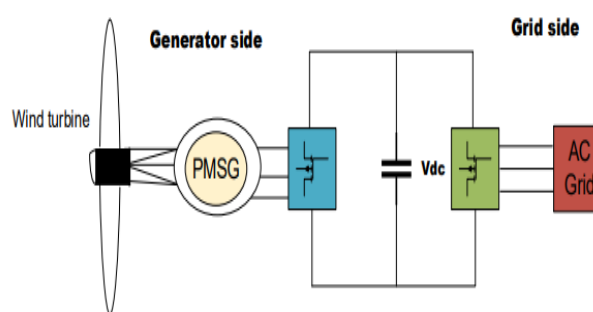 Generator side
Grid side
Wind turbine
PMSG
Vdc
AC
Grid